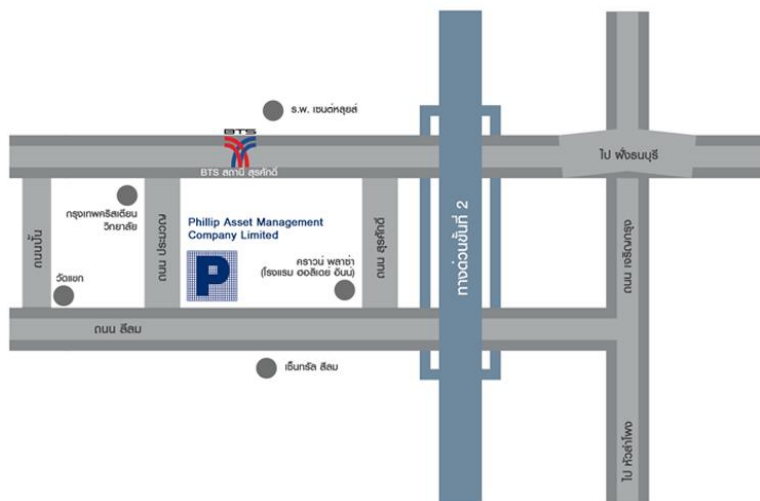 ร.พ. เซนต์หลุยส์
BTS
BTS สถานี สุรศักดิ์
ไป ฝั่งธนบุรี
กรุงเทพคริสเตียน
วิทยาลัย
Phillip Asset Management
Company Limited
P
คราวน์ พลาซ่า
(โรงแรม ฮอลิเดย์ อินน์)
วัดแขก
ถนนปั้น
ถนน ประมวญ
ถนน สุรศักดิ์
ทางด่วนขั้นที่ 2
ถนน เจริญกรุง
ถนน สีลม
เซ็นทรัล สีลม
ไป หัวลำโพง